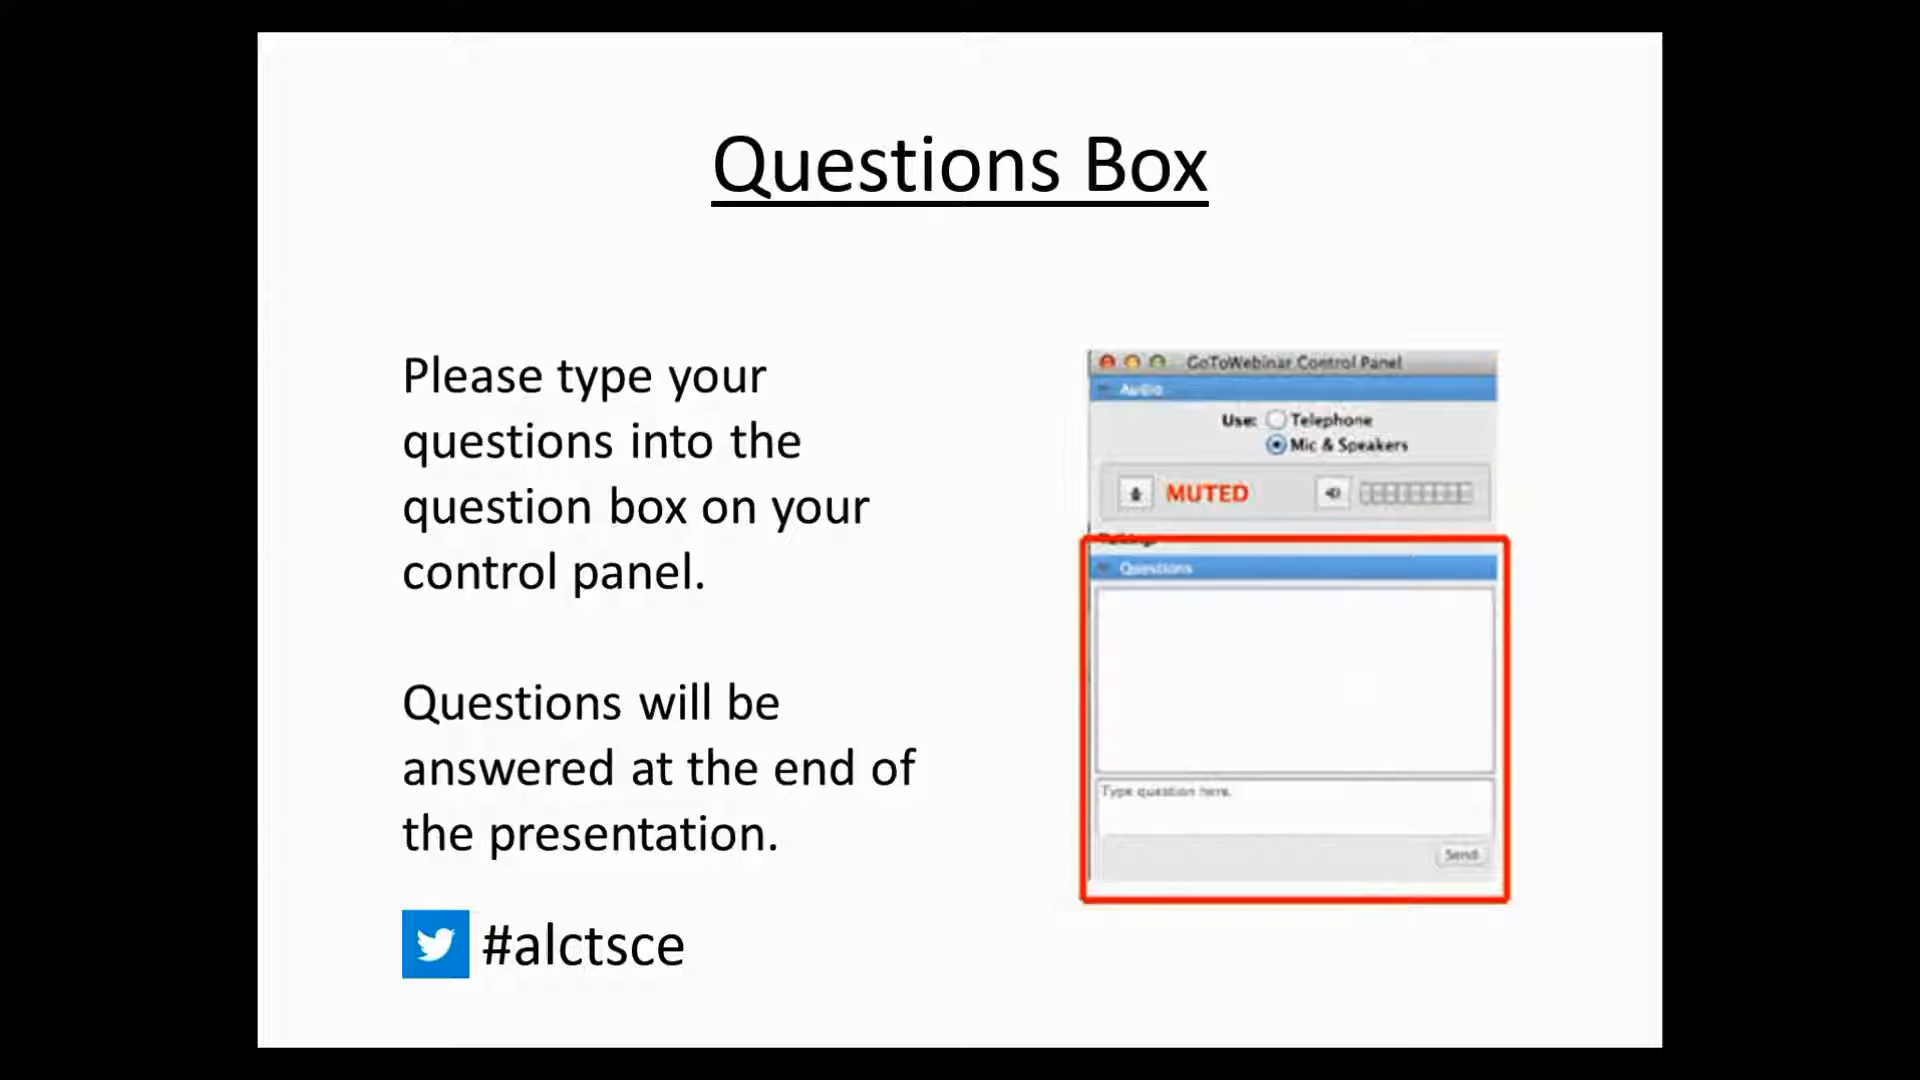 Questions Box
Please type your
questions into the
question box on your
control panel.
Questions will be
answered at the end of
the presentation.
#alctsce
GoToWebinar Control Panel
Audio
Use: Telephone
Mic & Speakers
MUTED
Questions
Type question here.
Send